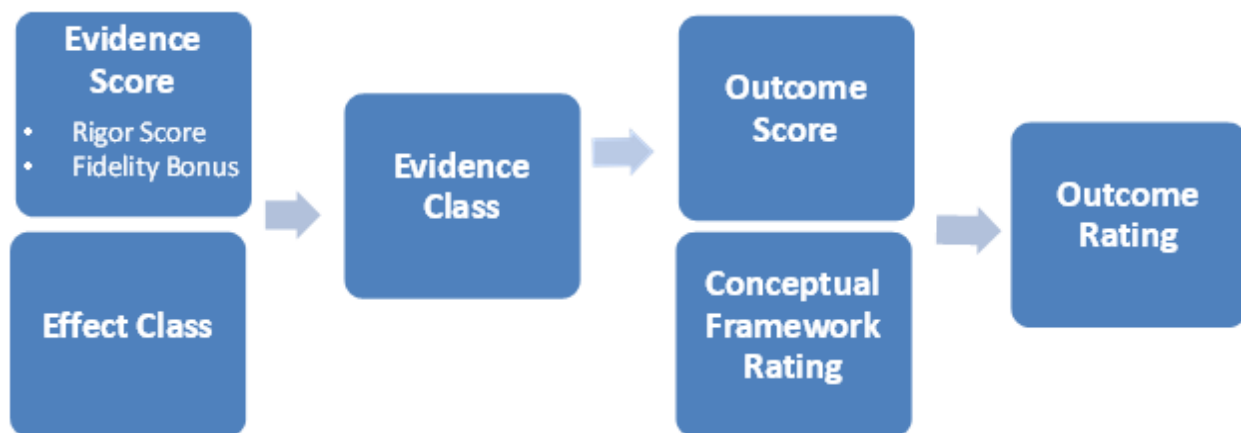 Evidence
Score
• Rigor Score
• Fidelity Bonus
Effect Class
Evidence
Class
Outcome
Score
Conceptual
Framework
Rating
Outcome
Rating